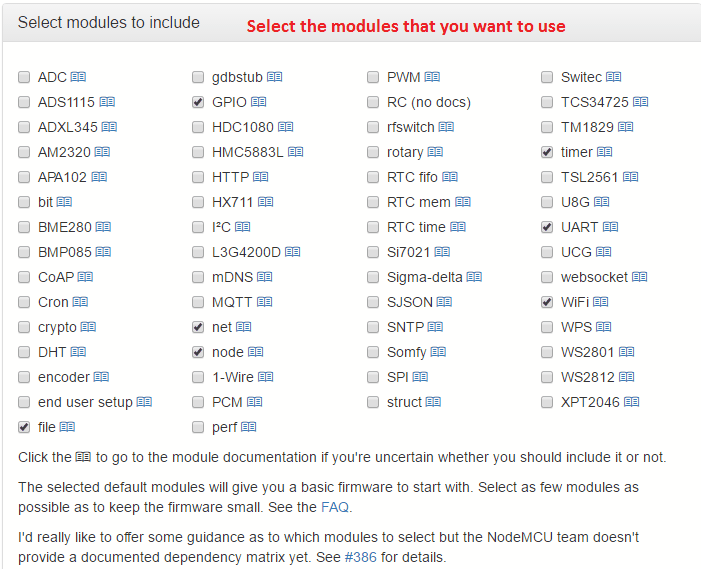 Select modules to include
Select the modules that you want to use
ADC
ADS1115
ADXL345
AM2320
APA102
bit
BME280
BMP085
CoAP
Cron
crypto
DHT
encoder
end user setup
file
gdbstub
GPIO
HDC1080
HMC5883L
HTTP
HX711
I²C
L3G4200D
mDNS
MQTT
net
node
1-Wire
PCM
perf
PWM
RC (no docs)
rfswitch
rotary
RTC fifo
RTC mem
RTC time
Si7021
Sigma-delta
SJSON
SNTP
Somfy
SPI
struct
Switec
TCS34725
TM1829
timer
TSL2561
U8G
UART
UCG
websocket
WiFi
WPS
WS2801
WS2812
XPT2046
Click the to go to the module documentation if you're uncertain whether you should include it or not.
The selected default modules will give you a basic firmware to start with. Select as few modules as
possible as to keep the firmware small. See the FAQ.
I'd really like to offer some guidance as to which modules to select but the NodeMCU team doesn't
provide a documented dependency matrix yet. See #386 for details.